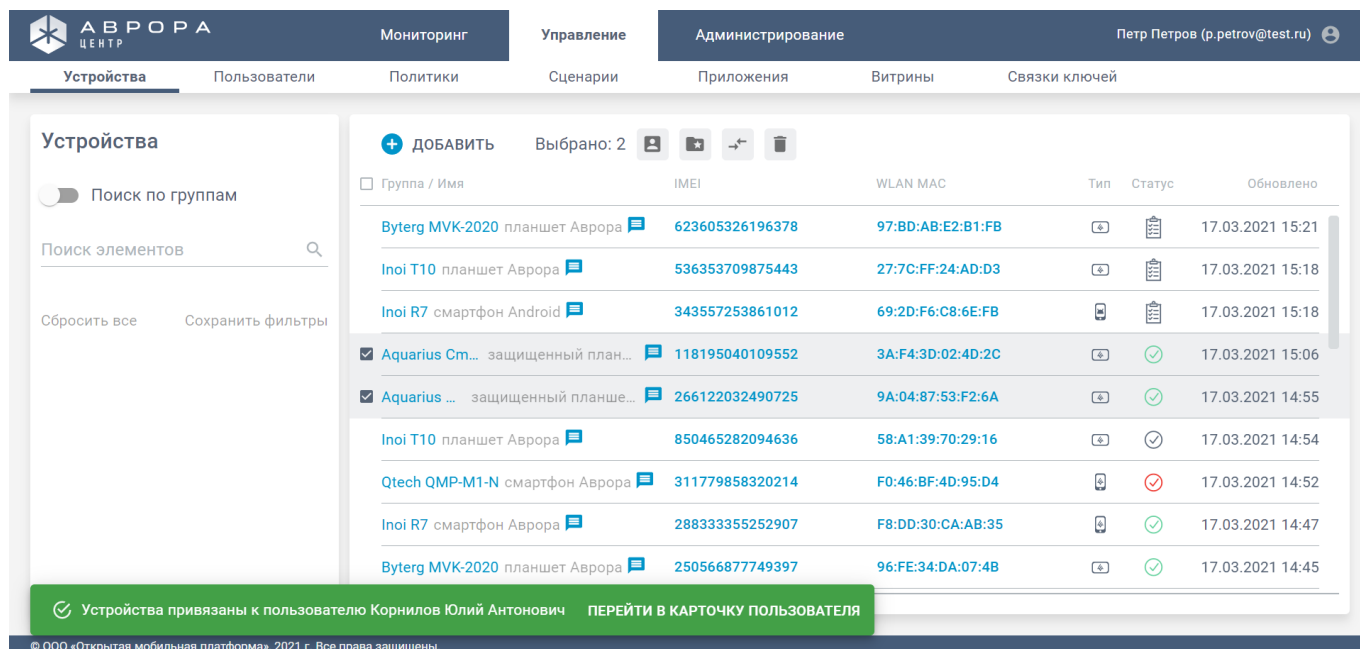 АВРОРА
ЦЕНТР
Мониторинг Управление Администрирование Петр Петров (p.petrov@test.ru)
Устройства Пользователи Политики Сценарии Приложения Витрины Связки ключей
Устройства
Поиск по группам
Поиск элементов
Сбросить все Сохранить фильтры
ДОБАВИТЬ Выбрано: 2
Группа / Имя IMEI WLAN MAC Тип Статус Обновлено
Byterg MVK-2020 планшет Аврора 623605326196378 97:BD:AB:E2:B1:FB 17.03.2021 15:21
Inoi T10 планшет Аврора 536353709875443 27:7C:FF:24:AD:D3 17.03.2021 15:18
Inoi R7 смартфон Android 343557253861012 69:2D:F6:C8:6E:FB 17.03.2021 15:18
Aquarius Cm... защищенный план... 118195040109552 3A:F4:3D:02:4D:2C 17.03.2021 15:06
Aquarius ... защищенный планше... 266122032490725 9A:04:87:53:F2:6A 17.03.2021 14:55
Inoi T10 планшет Аврора 850465282094636 58:A1:39:70:29:16 17.03.2021 14:54
Qtech QMP-M1-N смартфон Аврора 311779858320214 F0:46:BF:4D:95:D4 17.03.2021 14:52
Inoi R7 смартфон Аврора 288333355252907 F8:DD:30:CA:AB:35 17.03.2021 14:47
Byterg MVK-2020 планшет Аврора 250566877749397 96:FE:34:DA:07:4B 17.03.2021 14:45
Устройства привязаны к пользователю Корнилов Юлий Антонович ПЕРЕЙТИ В КАРТОЧКУ ПОЛЬЗОВАТЕЛЯ
© ООО «Открытая мобильная платформа», 2021 г. Все права защищены.